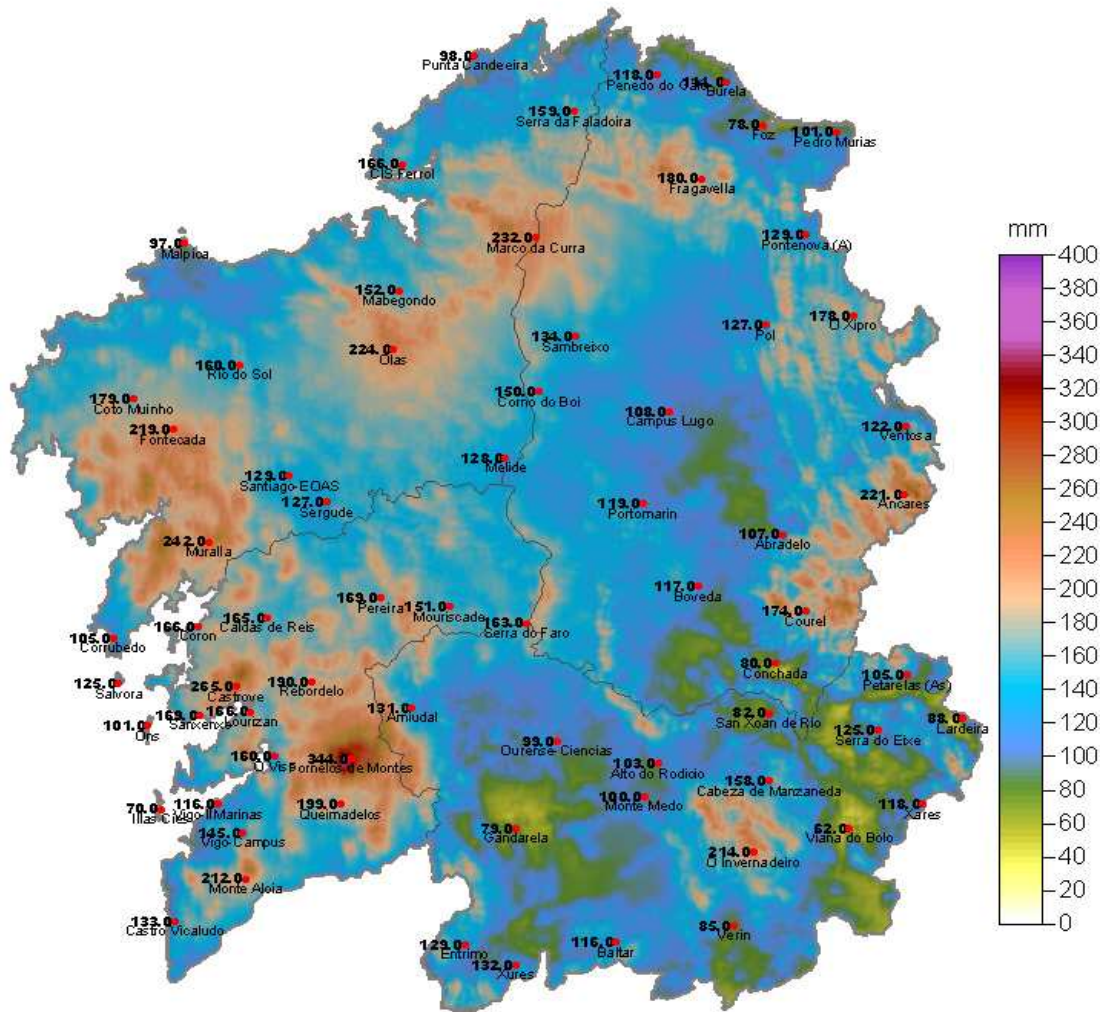 98.0
Punta Candeeira
118.0
Penedo do Galo
Burela
159.0
Serra da Faladoira
78.0
Foz
101.0
Pedro Murias
166.0
CIS Ferrol
180.0
Fragavella
mm
97.0
Malpica
232.0
Marco da Curra
129.0
Pontenova (A)
400
380
360
340
320
300
280
260
240
220
200
180
160
140
120
100
80
60
40
20
0
152.0
Mabegondo
178.0
O Xipro
127.0
Pol
134.0
Sambreixo
224.0
Olas
160.0
Rio do Sol
150.0
Corno do Boi
179.0
Coto Muinho
108.0
Campus Lugo
219.0
Fontecada
122.0
Ventosa
128.0
Melide
129.0
Santiago-EOAS
127.0
Sergude
221.0
Ancares
119.0
Portomarin
107.0
Abradelo
242.0
Muralla
117.0
Boveda
169.0
Pereira
151.0
Mouriscade
174.0
Courel
165.0
Caldas de Reis
163.0
Serra do Faro
166.0
Coron
105.0
Corrubedo
80.0
Conchada
105.0
Petarelas (As)
125.0
Salvora
265.0
Castrove
190.0
Rebordelo
131.0
Amiudal
82.0
San Xoan de Rio
169.0
Sanxenxo
166.0
Lourizan
101.0
Ons
88.0
Lardeira
125.0
Serra do Eixe
99.0
Ourense-Ciencias
160.0
344.0
Fornelos de Montes
103.0
Alto do Rodicio
158.0
Cabeza de Manzaneda
100.0
Monte Medo
70.0
Illas Cies
116.0
Vigo-IIMarinas
199.0
Queimadelos
118.0
Xares
145.0
Vigo-Campus
79.0
Gandarela
62.0
Viana do Bolo
214.0
O Invernadeiro
212.0
Monte Aloia
133.0
Castro Vicaludo
85.0
Verin
129.0
Entrimo
116.0
Baltar
132.0
Xures